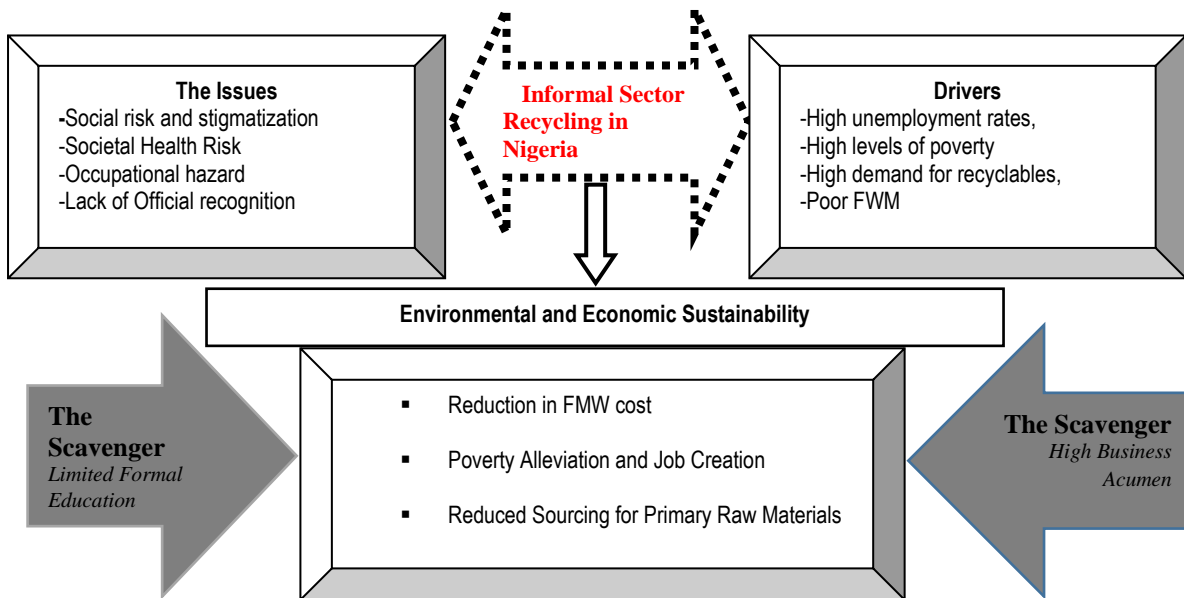 The Issues
-Social risk and stigmatization
-Societal Health Risk
-Occupational hazard
-Lack of Official recognition
Informal Sector
Recycling in
Nigeria
Drivers
-High unemployment rates,
-High levels of poverty
-High demand for recyclables,
-Poor FWM
Environmental and Economic Sustainability
The
Scavenger
Limited Formal
Education
▪ Reduction in FMW cost
▪ Poverty Alleviation and Job Creation
▪ Reduced Sourcing for Primary Raw Materials
The Scavenger
High Business
Acumen